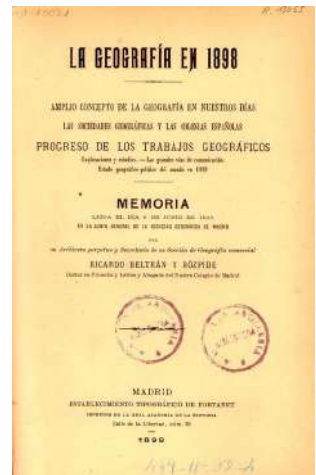 LA GEOGRAFÍA EN 1898
AMPLIO CONCEPTO DE LA GEOGRAFÍA EN NUESTROS DÍAS
LAS SOCIEDADES GEOGRÁFICAS Y LAS COLONIAS ESPAÑOLAS
PROGRESO DE LOS TRABAJOS GEOGRÁFICOS
Exploraciones y estudios. — Las grandes vías de comunicación.
Estado geográfico-político del mundo en 1898
MEMORIA
LEÍDA EL DÍA DE JUNIO DE
EN LA JUNTA GENERAL DE LA SOCIEDAD GEOGRÁFICA DE MADRID
POR
su Bibliotecario perpetuo y Secretario de su Sección de Geografía comercial
RICARDO BELTRÁN Y RÓZPIDE
Doctor en Filosofía y Letras y Abogado del Ilustre Colegio de Madrid
MADRID
ESTABLECIMIENTO TIPOGRÁFICO DE FORTANET
IMPRESOR DE LA REAL ACADEMIA DE LA HISTORIA
Calle de la Libertad, núm. 29
1899